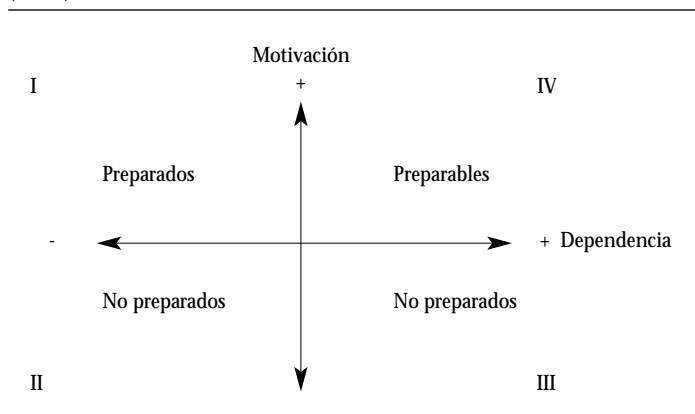 Motivación
I + IV
Preparados Preparables
- + Dependencia
No preparados No preparados
II III